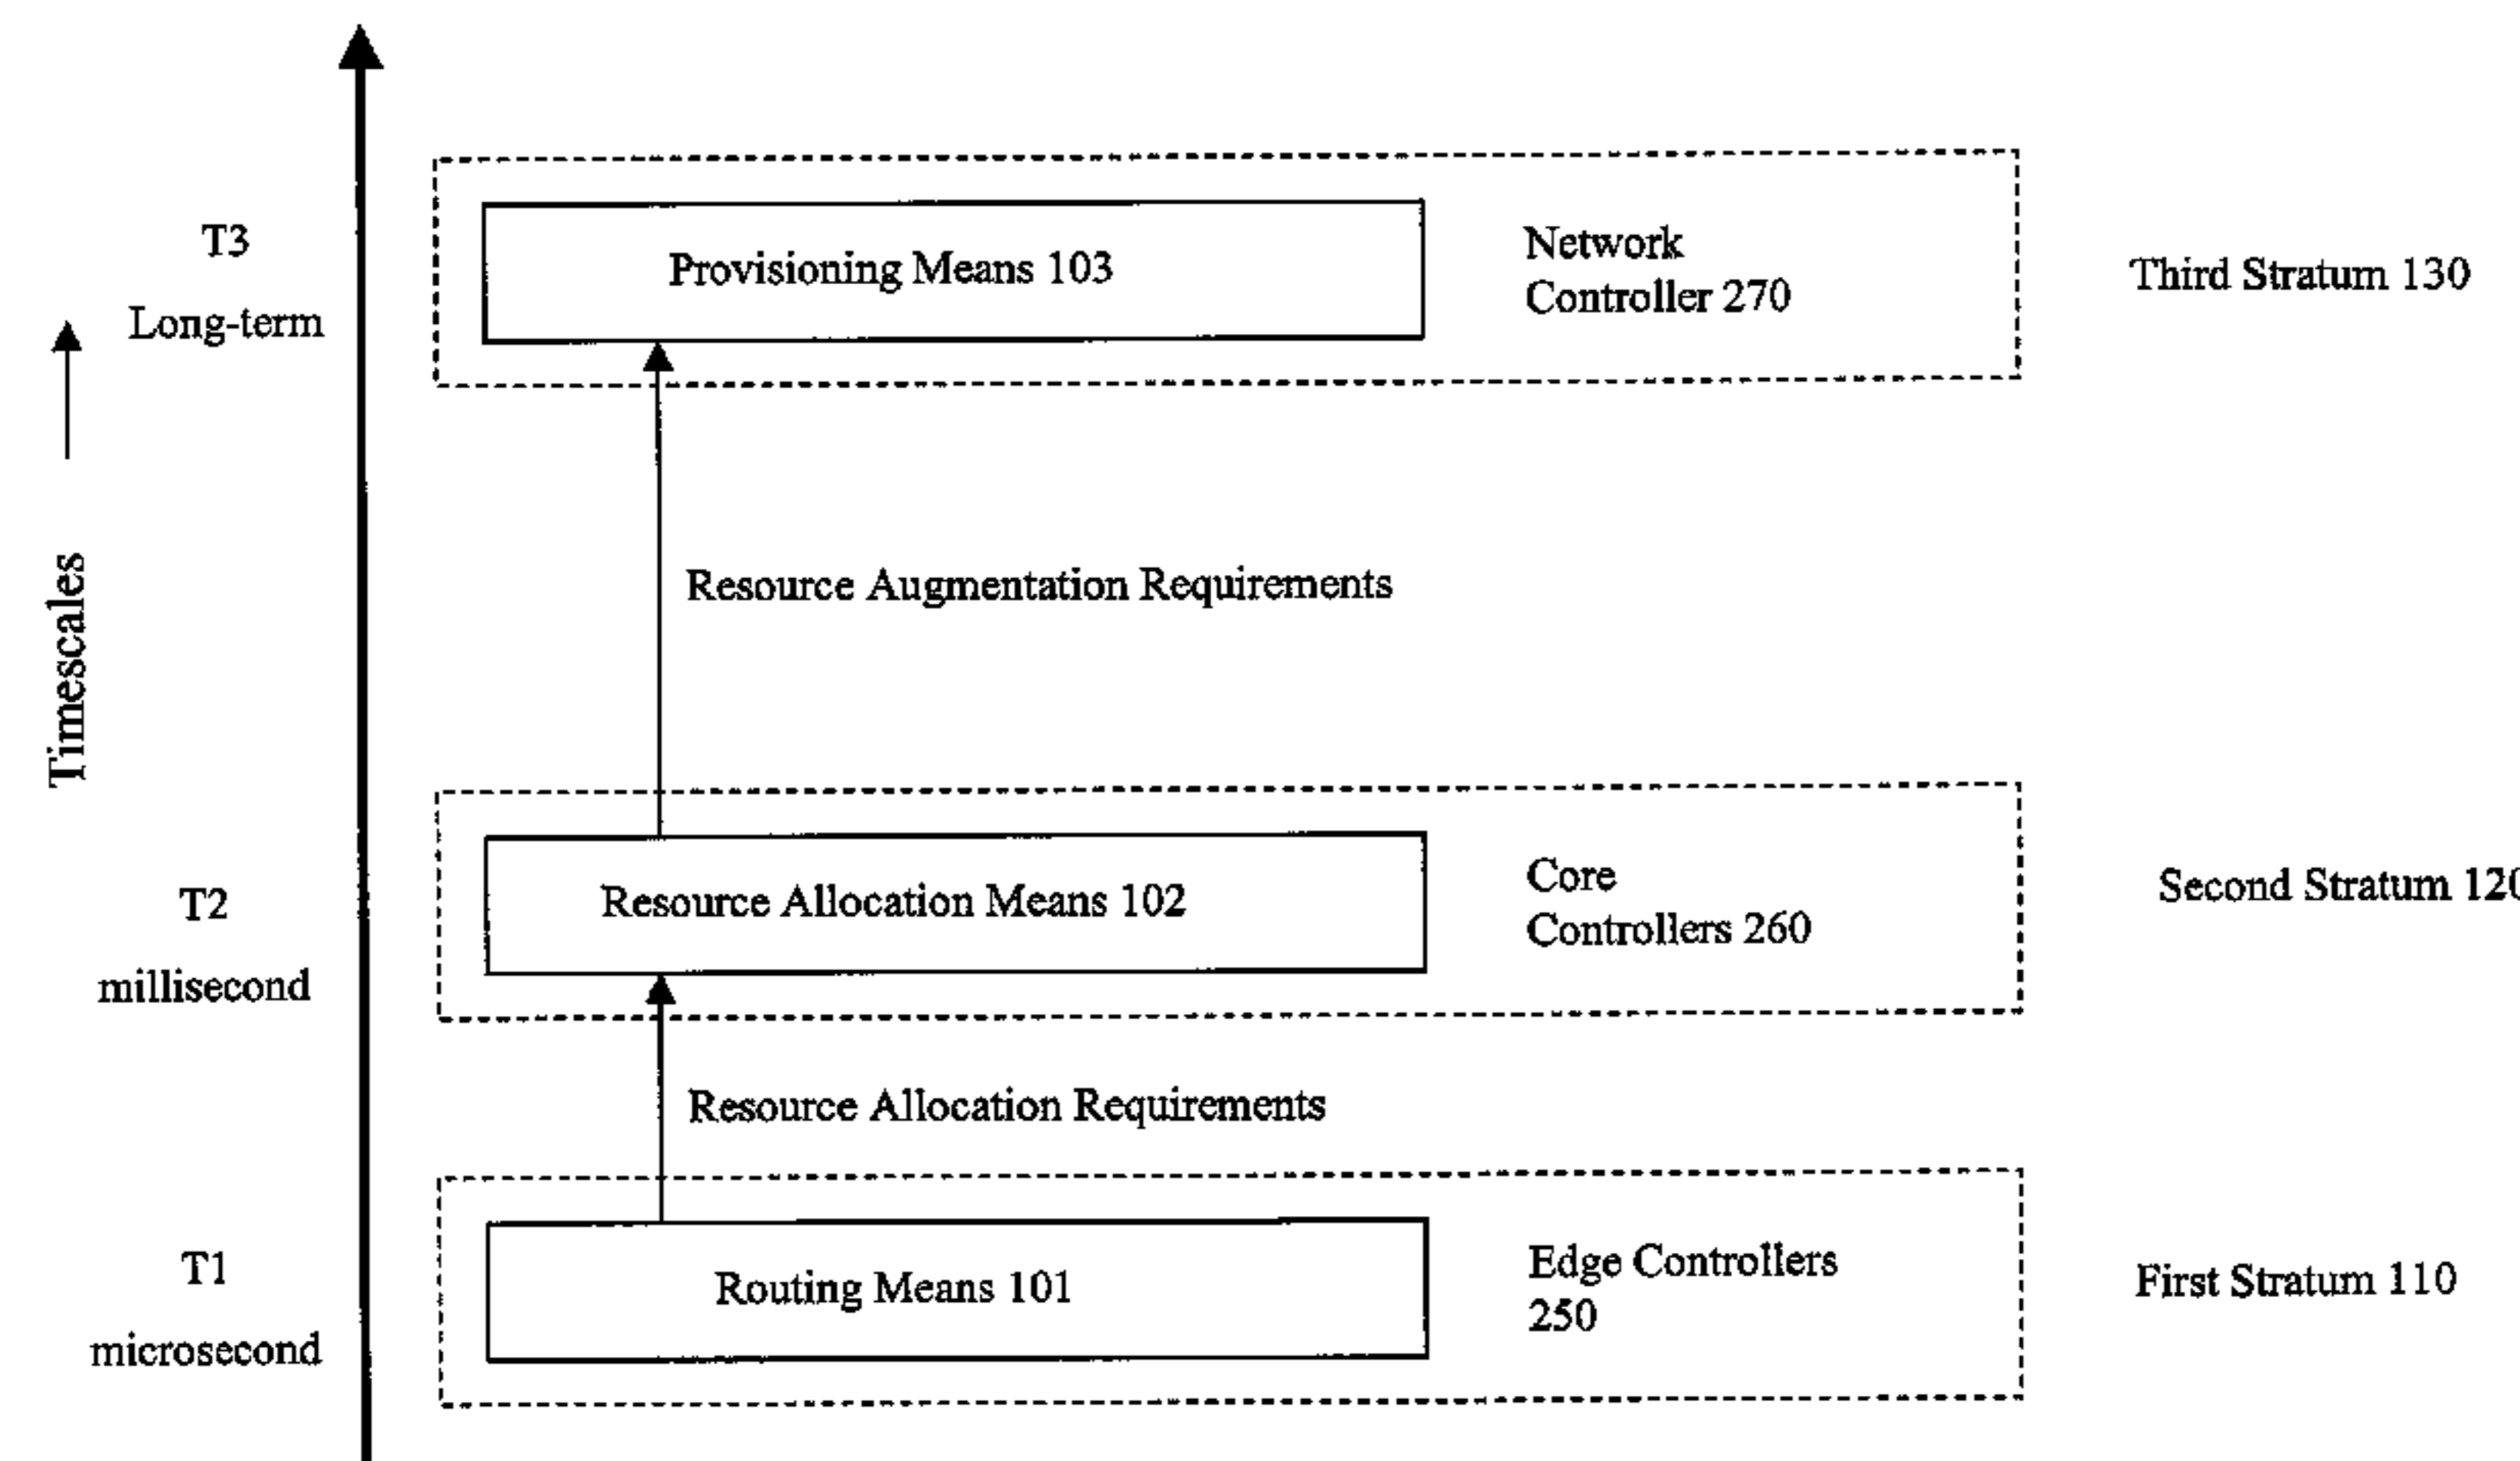 T3
Long-term
Provisioning Means 103
Network
Controller 270
Third Stratum 130
Timescales
Resource Augmentation Requirements
T2
millisecond
Resource Allocation Means 102
Core
Controllers 260
Second Stratum 120
Resource Allocation Requirements
T1
microsecond
Routing Means 101
Edge Controllers
250
First Stratum 110